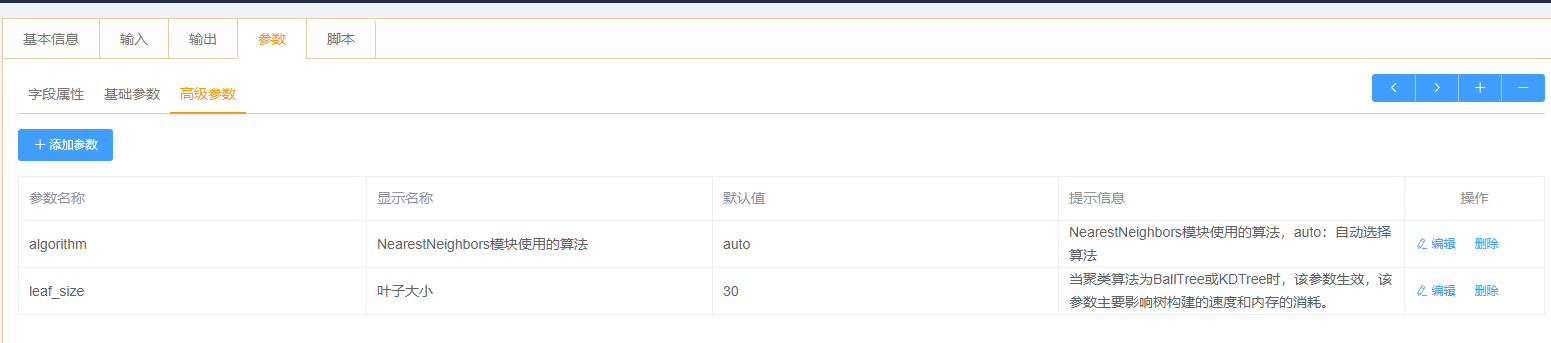 基本信息 输入 输出 参数 脚本
字段属性 基础参数 高级参数
添加参数
参数名称 显示名称 默认值 提示信息 操作
algorithm NearestNeighbors模块使用的算法 auto NearestNeighbors模块使用的算法，auto：自动选择
算法 编辑 删除
leaf_size 叶子大小 30 当聚类算法为BallTree或KDTree时，该参数生效，该
参数主要影响树构建的速度和内存的消耗。 编辑 删除